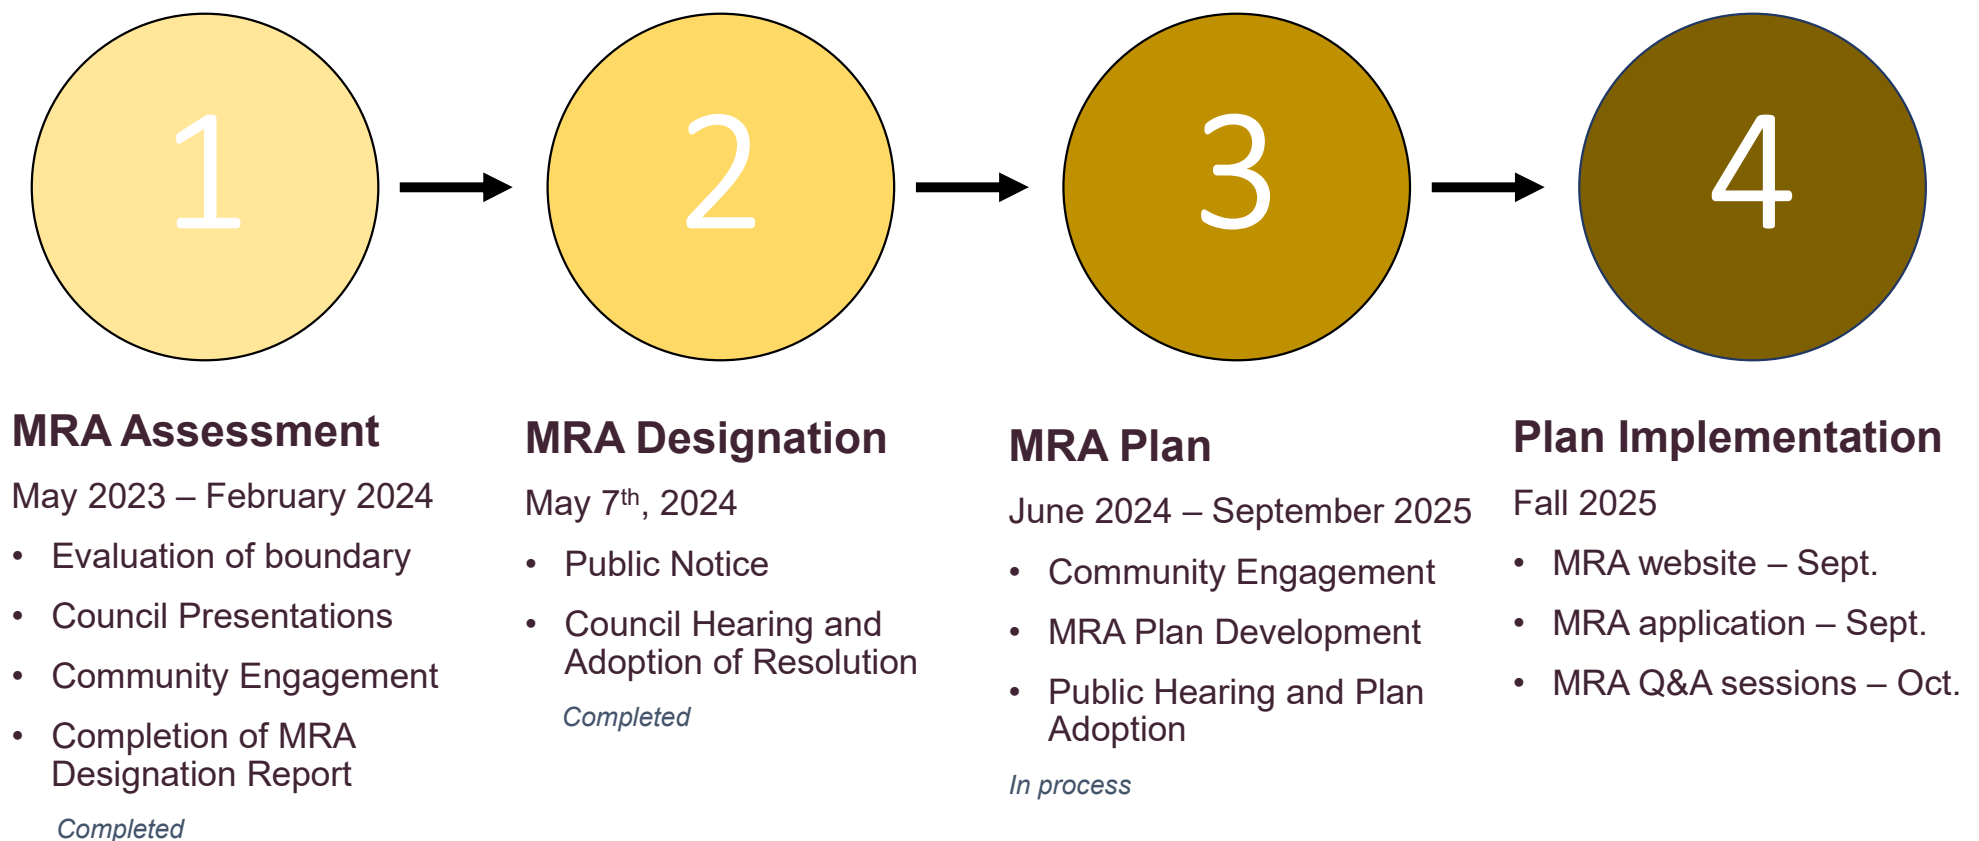 1
2
3
4
MRA Assessment
May 2023 – February 2024
• Evaluation of boundary
• Council Presentations
• Community Engagement
• Completion of MRA
Designation Report
Completed
MRA Designation
May 7th, 2024
• Public Notice
• Council Hearing and
Adoption of Resolution
Completed
MRA Plan
June 2024 – September 2025
• Community Engagement
• MRA Plan Development
• Public Hearing and Plan
Adoption
In process
Plan Implementation
Fall 2025
• MRA website – Sept.
• MRA application – Sept.
• MRA Q&A sessions – Oct.